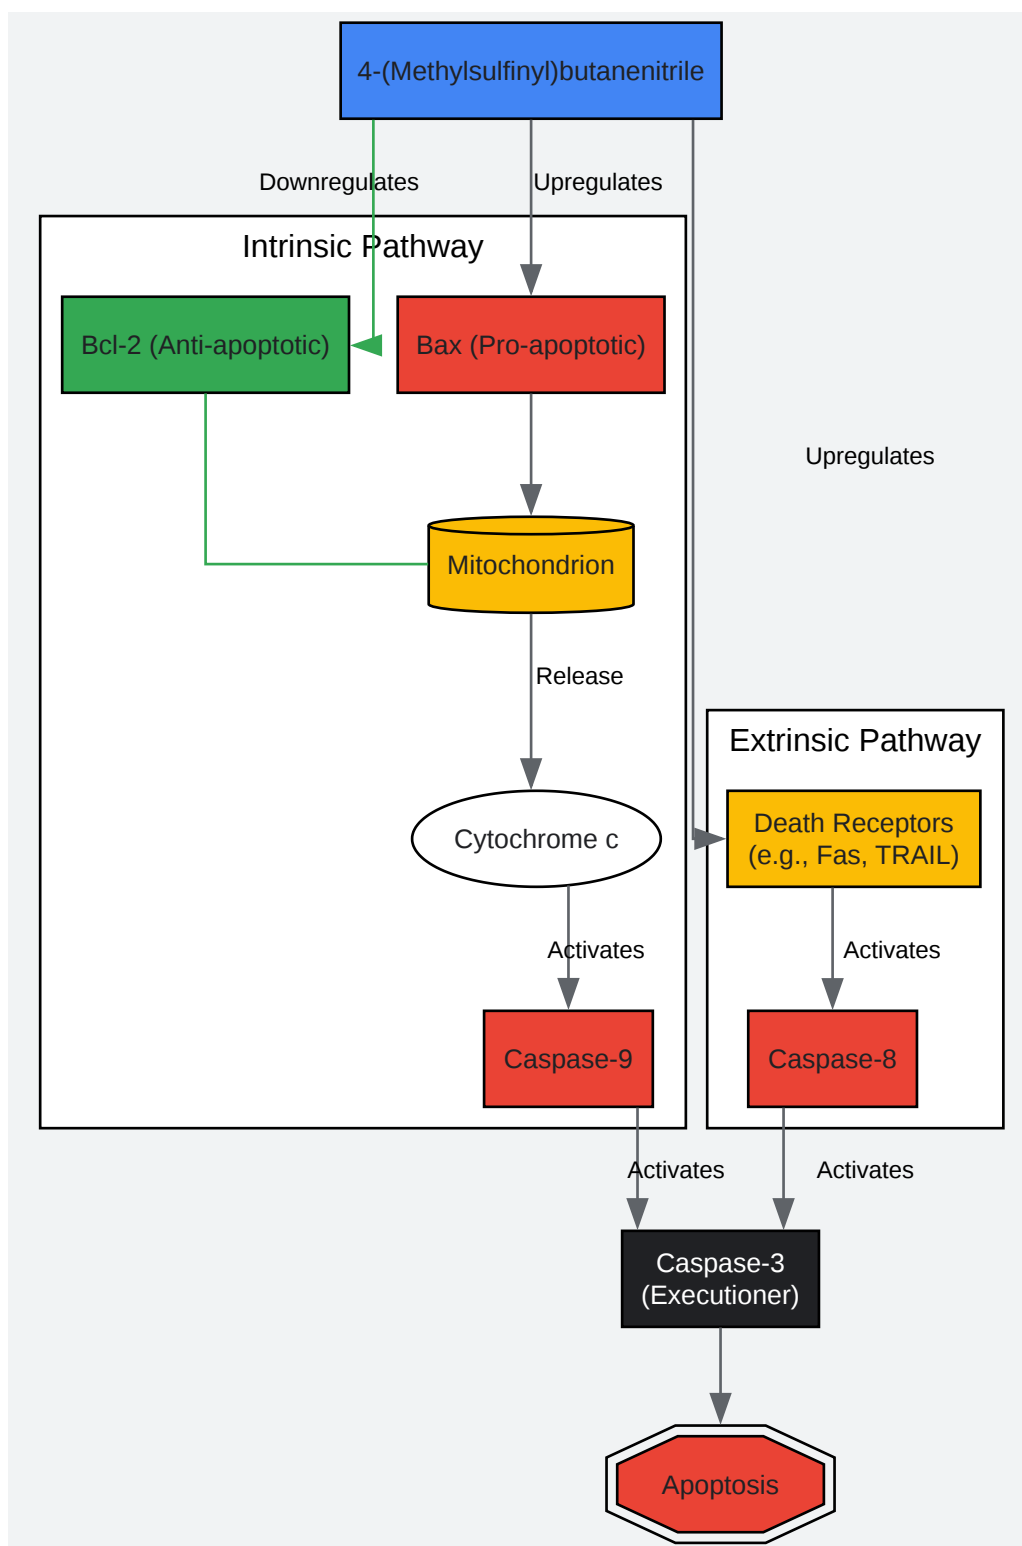 4-(Methylsulfinyl)butanenitrile
Downregulates
Upregulates
Intrinsic Pathway
Bcl-2 (Anti-apoptotic)
Bax (Pro-apoptotic)
Upregulates
Mitochondrion
Release
Extrinsic Pathway
Cytochrome c
Death Receptors
(e.g., Fas, TRAIL)
Activates
Activates
Caspase-9
Caspase-8
Activates
Activates
Caspase-3
(Executioner)
Apoptosis